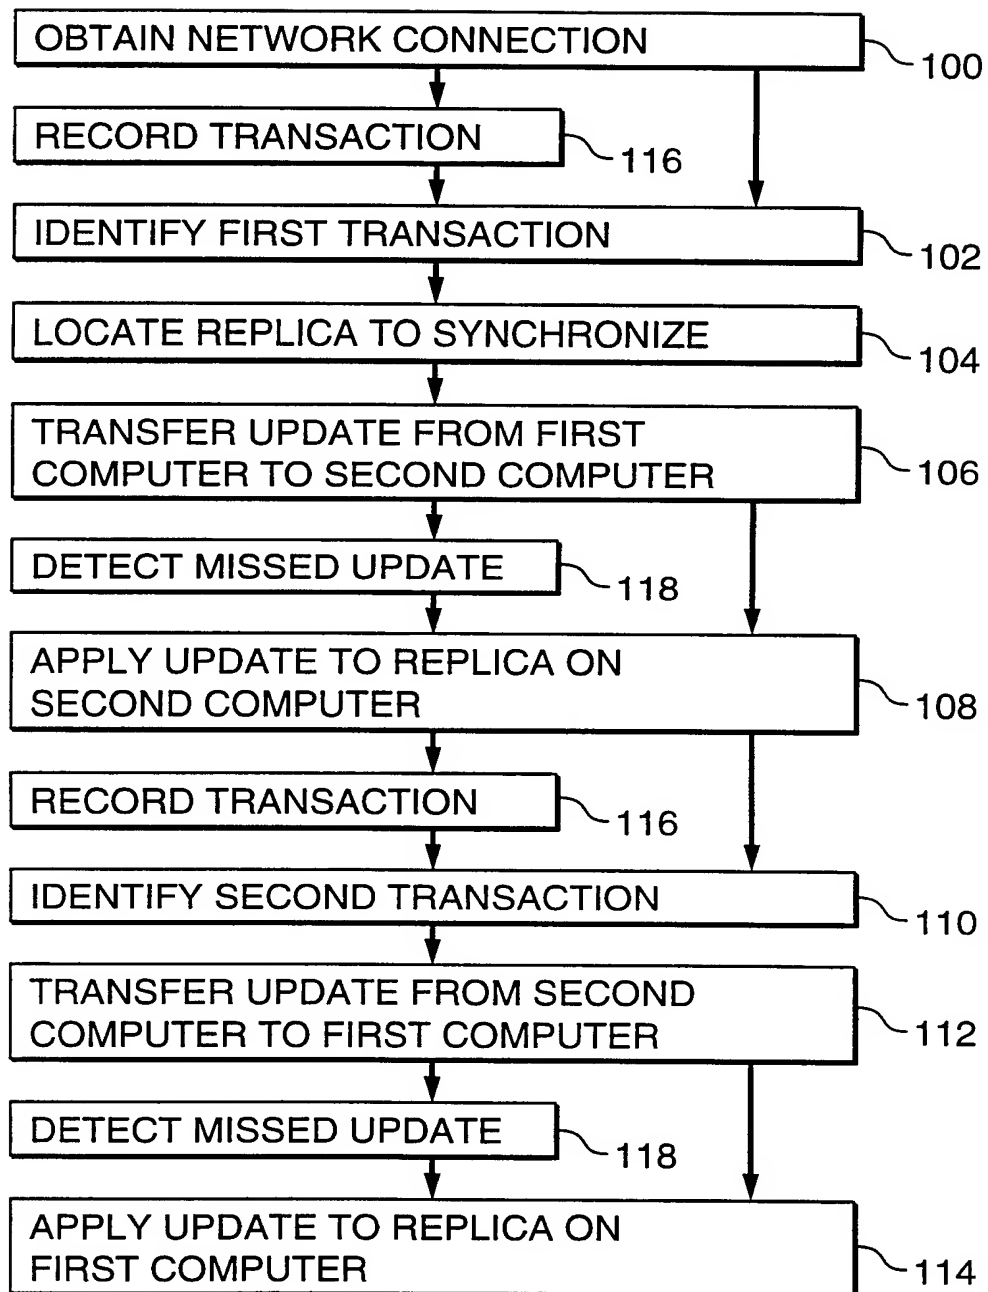 OBTAIN NETWORK CONNECTION
100
RECORD TRANSACTION
116
IDENTIFY FIRST TRANSACTION
102
LOCATE REPLICA TO SYNCHRONIZE
104
TRANSFER UPDATE FROM FIRST
COMPUTER TO SECOND COMPUTER
106
DETECT MISSED UPDATE
118
APPLY UPDATE TO REPLICA ON
SECOND COMPUTER
108
RECORD TRANSACTION
116
IDENTIFY SECOND TRANSACTION
110
TRANSFER UPDATE FROM SECOND
COMPUTER TO FIRST COMPUTER
112
DETECT MISSED UPDATE
118
APPLY UPDATE TO REPLICA ON
FIRST COMPUTER
114